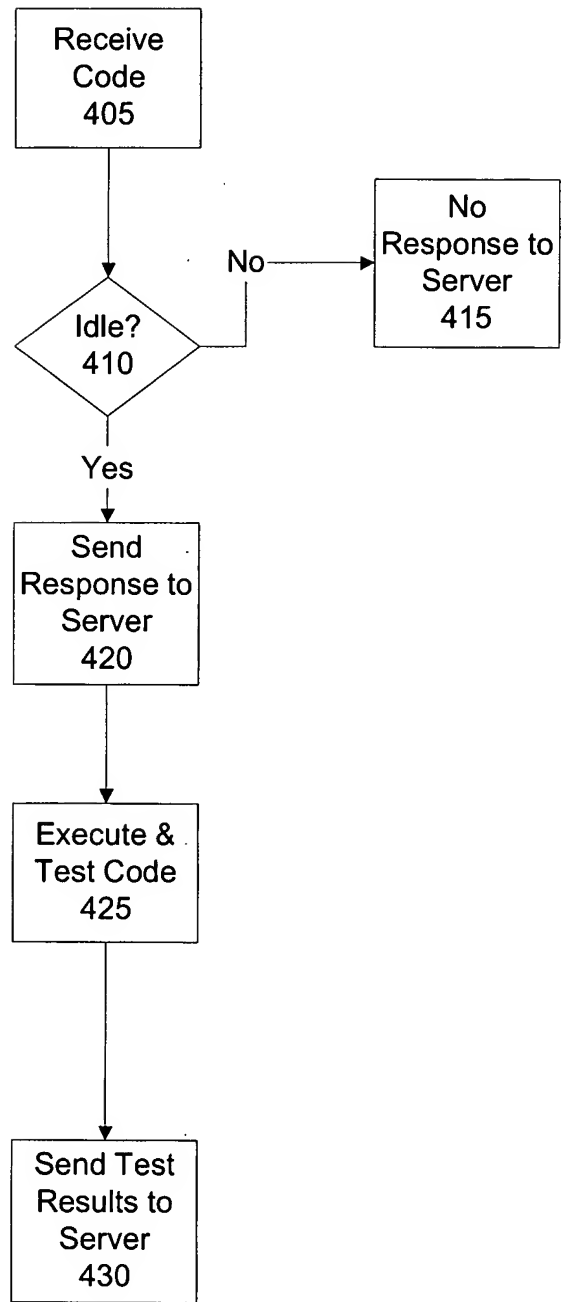 Receive
Code
405
No
Response to
Server
415
No
Idle?
410
Yes
Send
Response to
Server
420
Execute &
Test Code
425
Send Test
Results to
Server
430